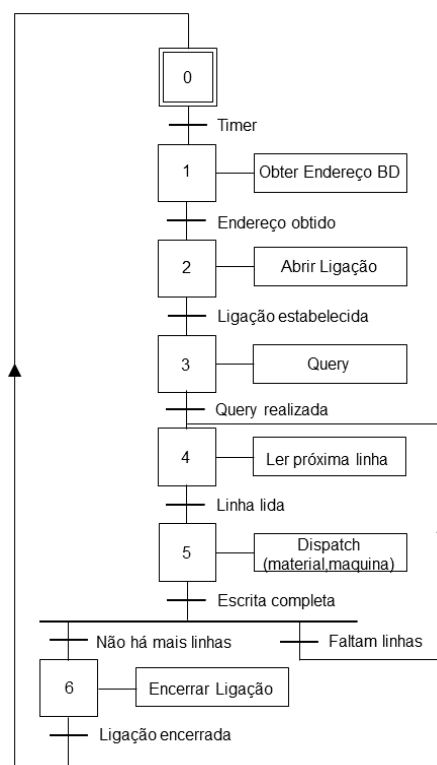 0
Timer
1
Obter Endereço BD
Endereço obtido
2
Abrir Ligação
Ligação estabelecida
3
Query
Query realizada
4
Ler próxima linha
Linha lida
5
Dispatch
(material,maquina)
Escrita completa
Não há mais linhas
Faltam linhas
6
Encerrar Ligação
Ligação encerrada